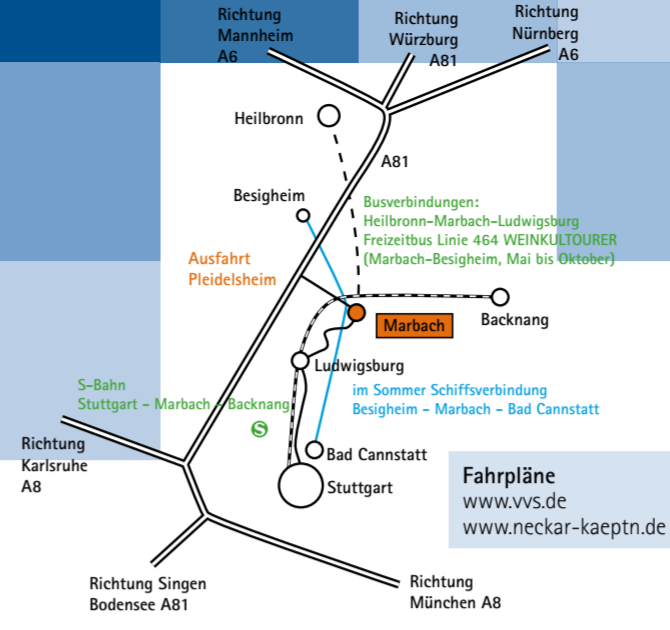 Richtung
Mannheim
A6
Richtung
Würzburg
A81
Richtung
Nürnberg
A6
Heilbronn
A81
Besigheim
Busverbindungen:
Heilbronn-Marbach-Ludwigsburg
Freizeitbus Linie 464 WEINKULTOURER
(Marbach-Besigheim, Mai bis Oktober)
Ausfahrt
Pleidelsheim
Marbach
Backnang
Ludwigsburg
S-Bahn
Stuttgart - Marbach - Backnang
S
im Sommer Schiffsverbindung
Besigheim - Marbach - Bad Cannstatt
Richtung
Karlsruhe
A8
Bad Cannstatt
Stuttgart
Fahrpläne
www.vvs.de
www.neckar-kaeptn.de
Richtung Singen
Bodensee A81
Richtung
München A8